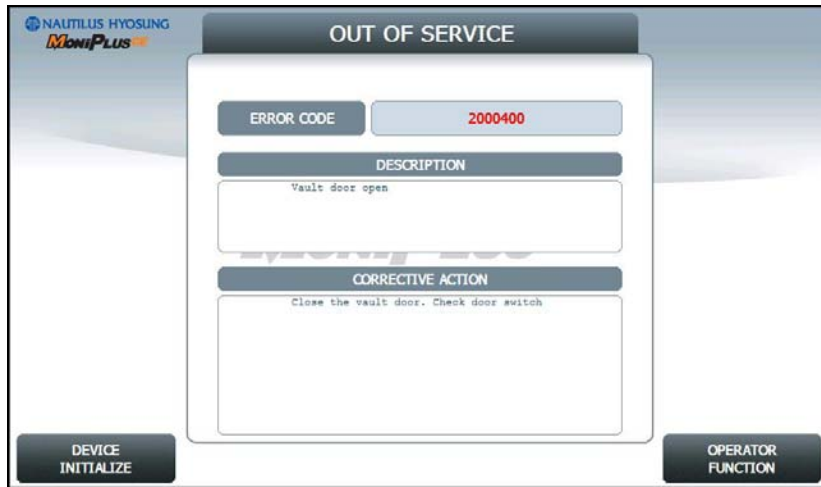 NAUTILUS HYOSUNG
MoniPlus
OUT OF SERVICE
ERROR CODE
2000400
DESCRIPTION
Vault door open
CORRECTIVE ACTION
Close the vault door. Check door switch
DEVICE
INITIALIZE
OPERATOR
FUNCTION